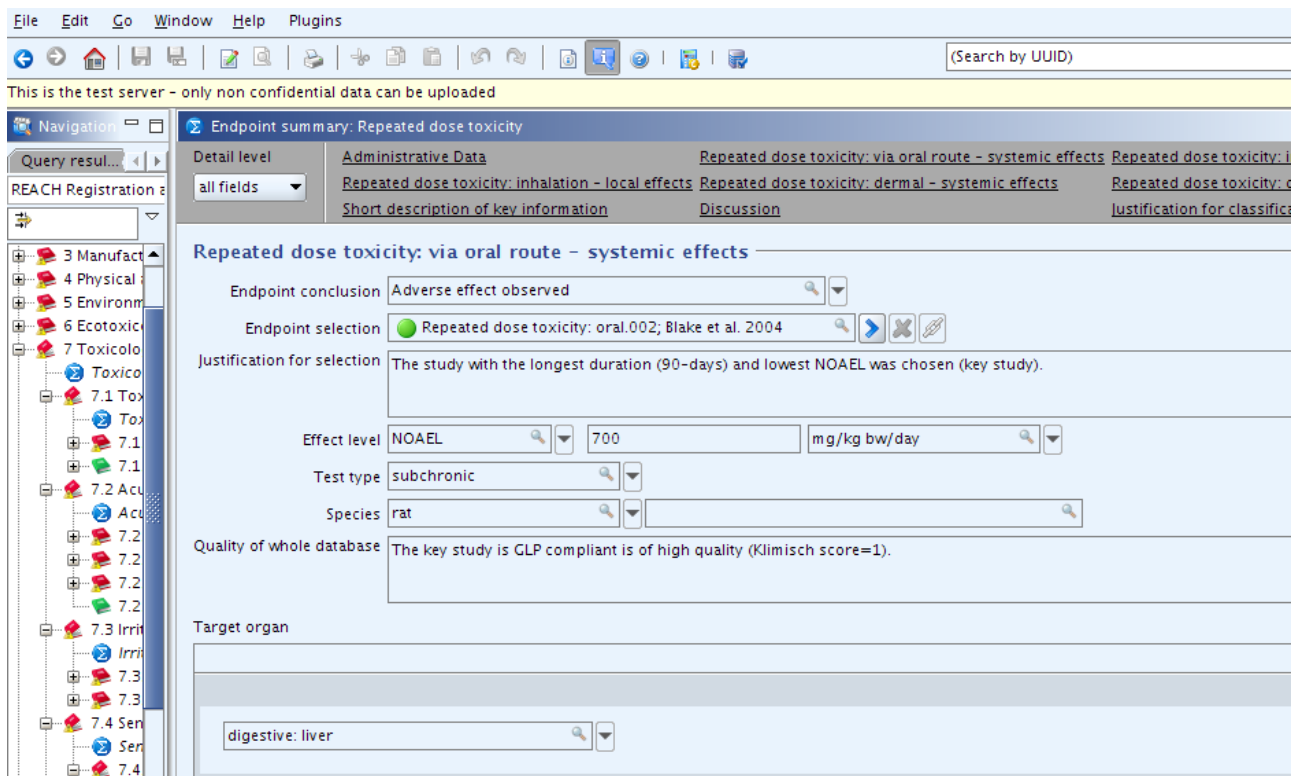 File Edit Go Window Help Plugins
(Search by UUID)
This is the test server - only non confidential data can be uploaded
Navigation
Endpoint summary: Repeated dose toxicity
Query resul...
Detail level
Administrative Data
Repeated dose toxicity: via oral route - systemic effects
Repeated dose toxicity: i
REACH Registration a
all fields
Repeated dose toxicity: inhalation - local effects
Repeated dose toxicity: dermal - systemic effects
Repeated dose toxicity: d
Short description of key information
Discussion
Justification for classifica
3 Manufact
4 Physical a
5 Environm
6 Ecotoxico
7 Toxicolo
Toxico
7.1 Tox
Tox
7.1
7.1
7.2 Acu
Acu
7.2
7.2
7.2
7.2
7.3 Irrit
Irrit
7.3
7.3
7.4 Sen
Sen
7.4
Repeated dose toxicity: via oral route - systemic effects
Endpoint conclusion Adverse effect observed
Endpoint selection Repeated dose toxicity: oral.002; Blake et al. 2004
Justification for selection The study with the longest duration (90-days) and lowest NOAEL was chosen (key study).
Effect level NOAEL 700 mg/kg bw/day
Test type subchronic
Species rat
Quality of whole database The key study is GLP compliant is of high quality (Klimisch score=1).
Target organ
digestive: liver